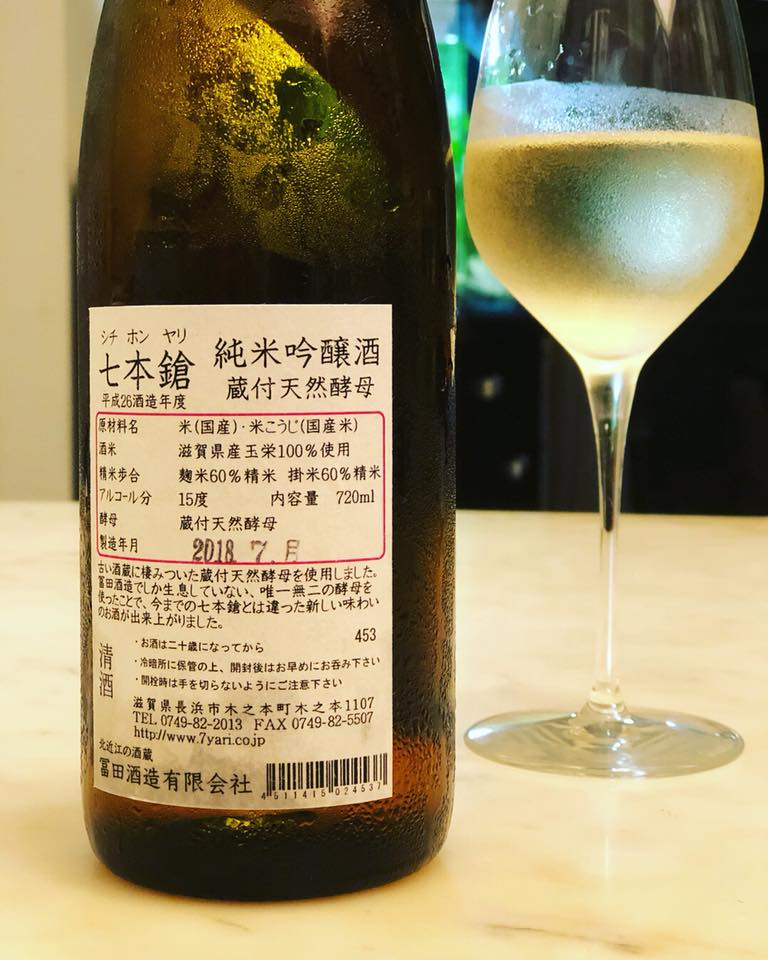 シチ ホン ヤリ
七本鎗 純米吟醸酒
平成26酒造年度 蔵付天然酵母
原材料名 米(国産)・米こうじ(国産米)
酒米 滋賀県産玉栄100%使用
精米歩合 麹米60%精米 掛米60%精米
アルコール分 15度 内容量 720ml
酵母 蔵付天然酵母
製造年月 2018.7.月
古い酒蔵に棲みついた蔵付天然酵母を使用しました。
冨田酒造でしか生息していない、唯一無二の酵母を
使ったことで、今までの七本鎗とは違った新しい味わい
のお酒が出来上がりました。
453
清酒
・お酒は二十歳になってから
・冷暗所に保管の上、開封後はお早めにお呑み下さい
・開栓時は手を切らないようにご注意下さい
滋賀県長浜市木之本町木之本1107
TEL 0749-82-2013 FAX 0749-82-5507
http://www.7yari.co.jp
北近江の酒蔵
冨田酒造有限会社
4511415024537